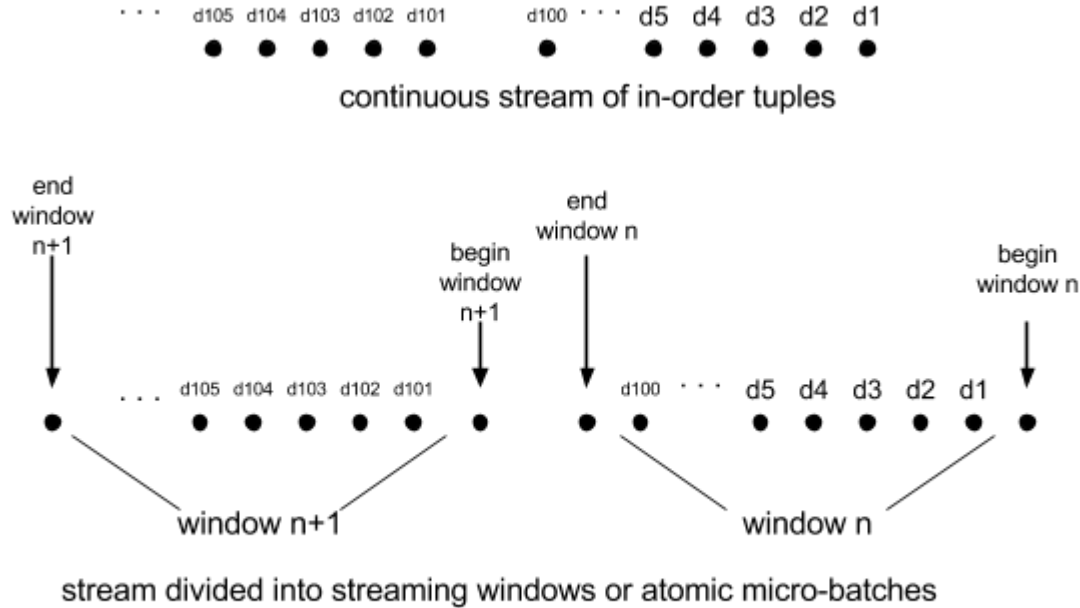 . . . d105 d104 d103 d102 d101 d100 . . . d5 d4 d3 d2 d1
continuous stream of in-order tuples
end
window
n+1
begin
window
n+1
end
window n
begin
window n
. . . d105 d104 d103 d102 d101 d100 . . . d5 d4 d3 d2 d1
window n+1
window n
stream divided into streaming windows or atomic micro-batches